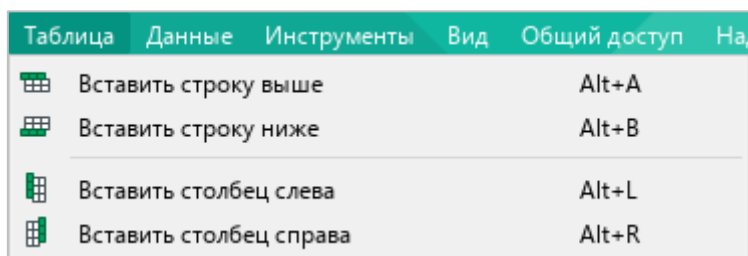 Таблица Данные Инструменты Вид Общий доступ
Вставить строку выше Alt+A
Вставить строку ниже Alt+B
Вставить столбец слева Alt+L
Вставить столбец справа Alt+R